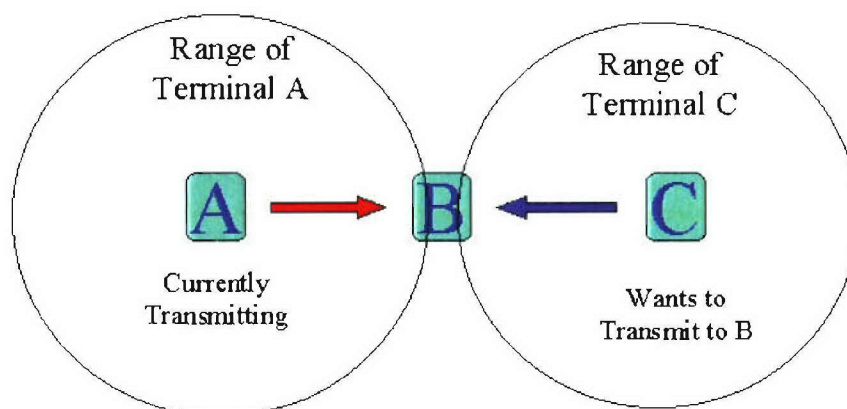 Range of
Terminal A
Range of
Terminal C
A
B
C
Currently
Transmitting
Wants to
Transmit to B